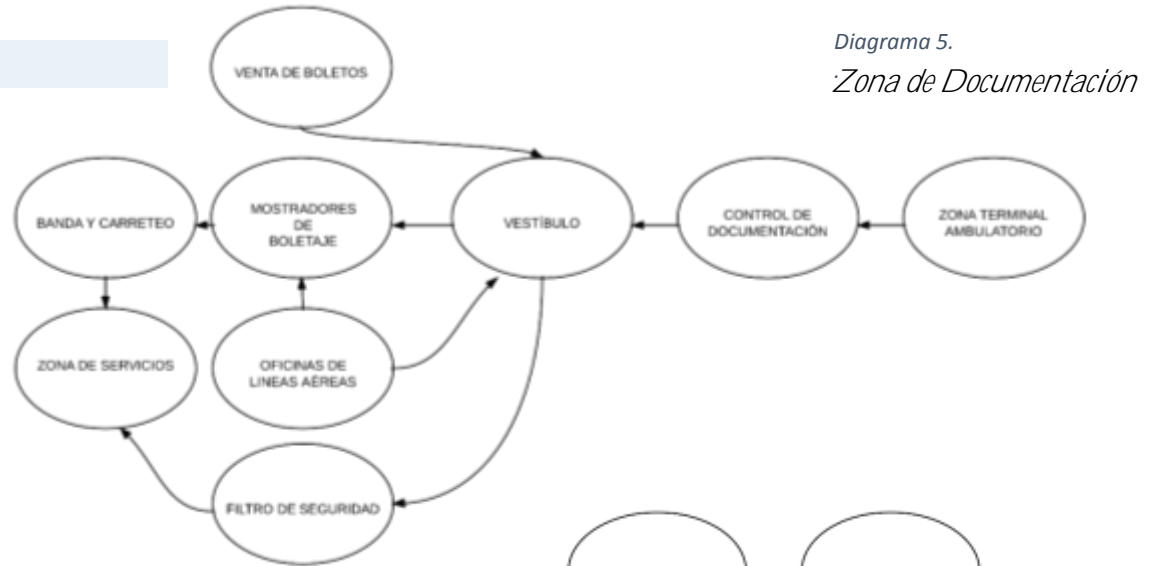 Diagrama 5.
Zona de Documentación
VENTA DE BOLETOS
BANDA Y CARRETEO
MOSTRADORES
DE
BOLETAJE
VESTÍBULO
CONTROL DE
DOCUMENTACIÓN
ZONA TERMINAL
AMBULATORIO
ZONA DE SERVICIOS
OFICINAS DE
LINEAS AÉREAS
FILTRO DE SEGURIDAD